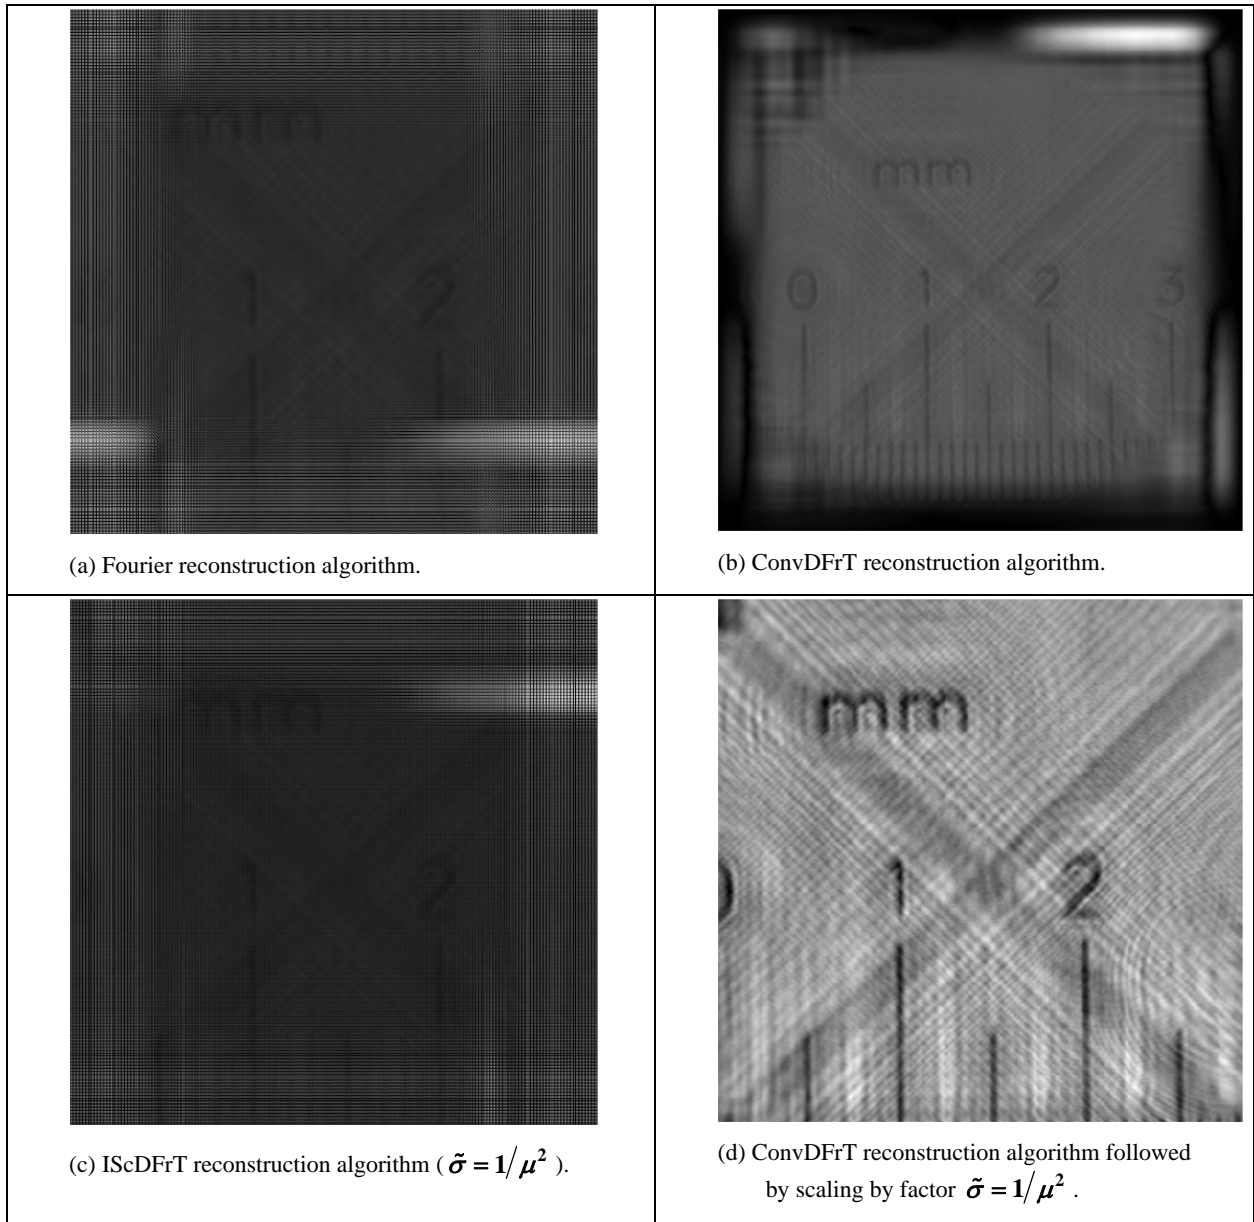 mm
1 2
(a) Fourier reconstruction algorithm.
mm
0 1 2 3
(b) ConvDFrT reconstruction algorithm.
mm
1 2
(c) IScDFrT reconstruction algorithm ( σ̃ = 1/μ² ).
mm
0 1 2
(d) ConvDFrT reconstruction algorithm followed
by scaling by factor σ̃ = 1/μ² .